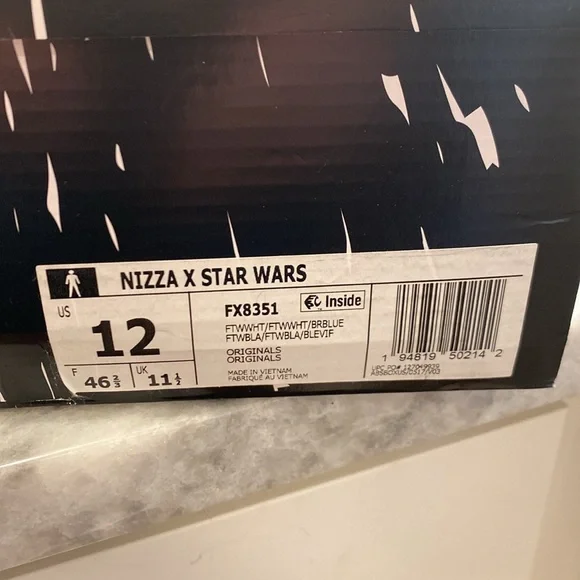 NIZZA X STAR WARS
US
12
F
46 2/3
UK
11 1/2
FX8351
Inside
FTWWHT/FTWWHT/BRBLUE
FTWBLA/FTWBLA/BLEVIF
ORIGINALS
ORIGINALS
MADE IN VIETNAM
FABRIQUÉ AU VIETNAM
1 94819 50214 2